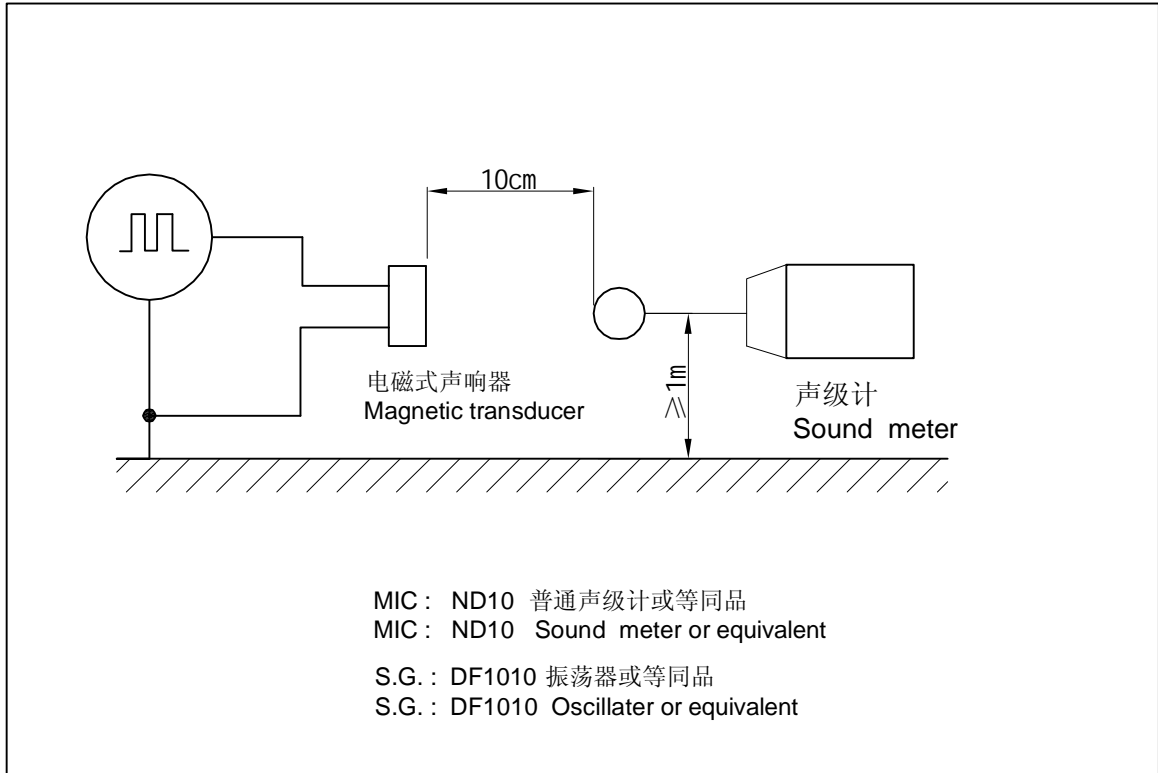 10cm
≥1m
电磁式声响器
Magnetic transducer
声级计
Sound meter
MIC : ND10 普通声级计或等同品
MIC : ND10 Sound meter or equivalent
S.G. : DF1010 振荡器或等同品
S.G. : DF1010 Oscillater or equivalent